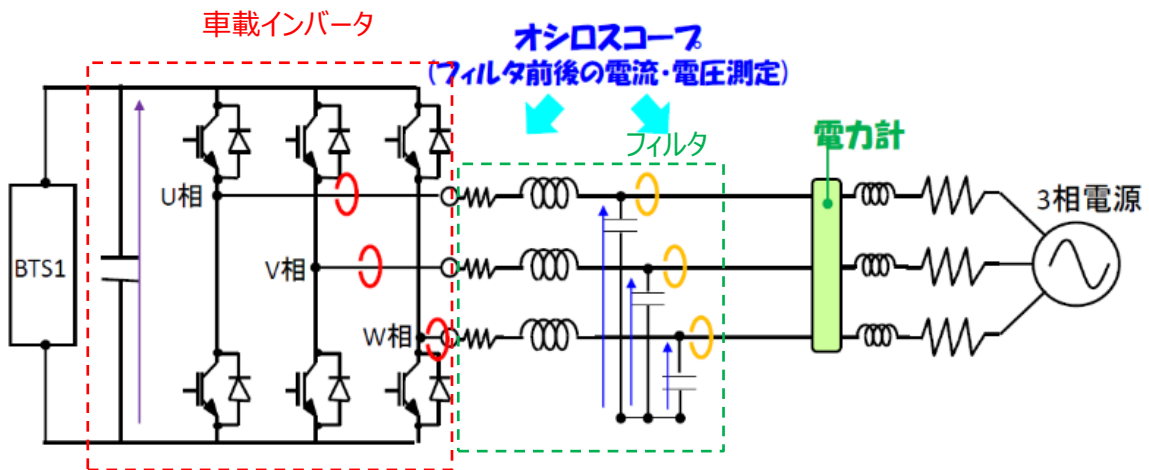 車載インバータ
オシロスコープ
(フィルタ前後の電流・電圧測定)
フィルタ
電力計
U相
3相電源
BTS1
V相
W相